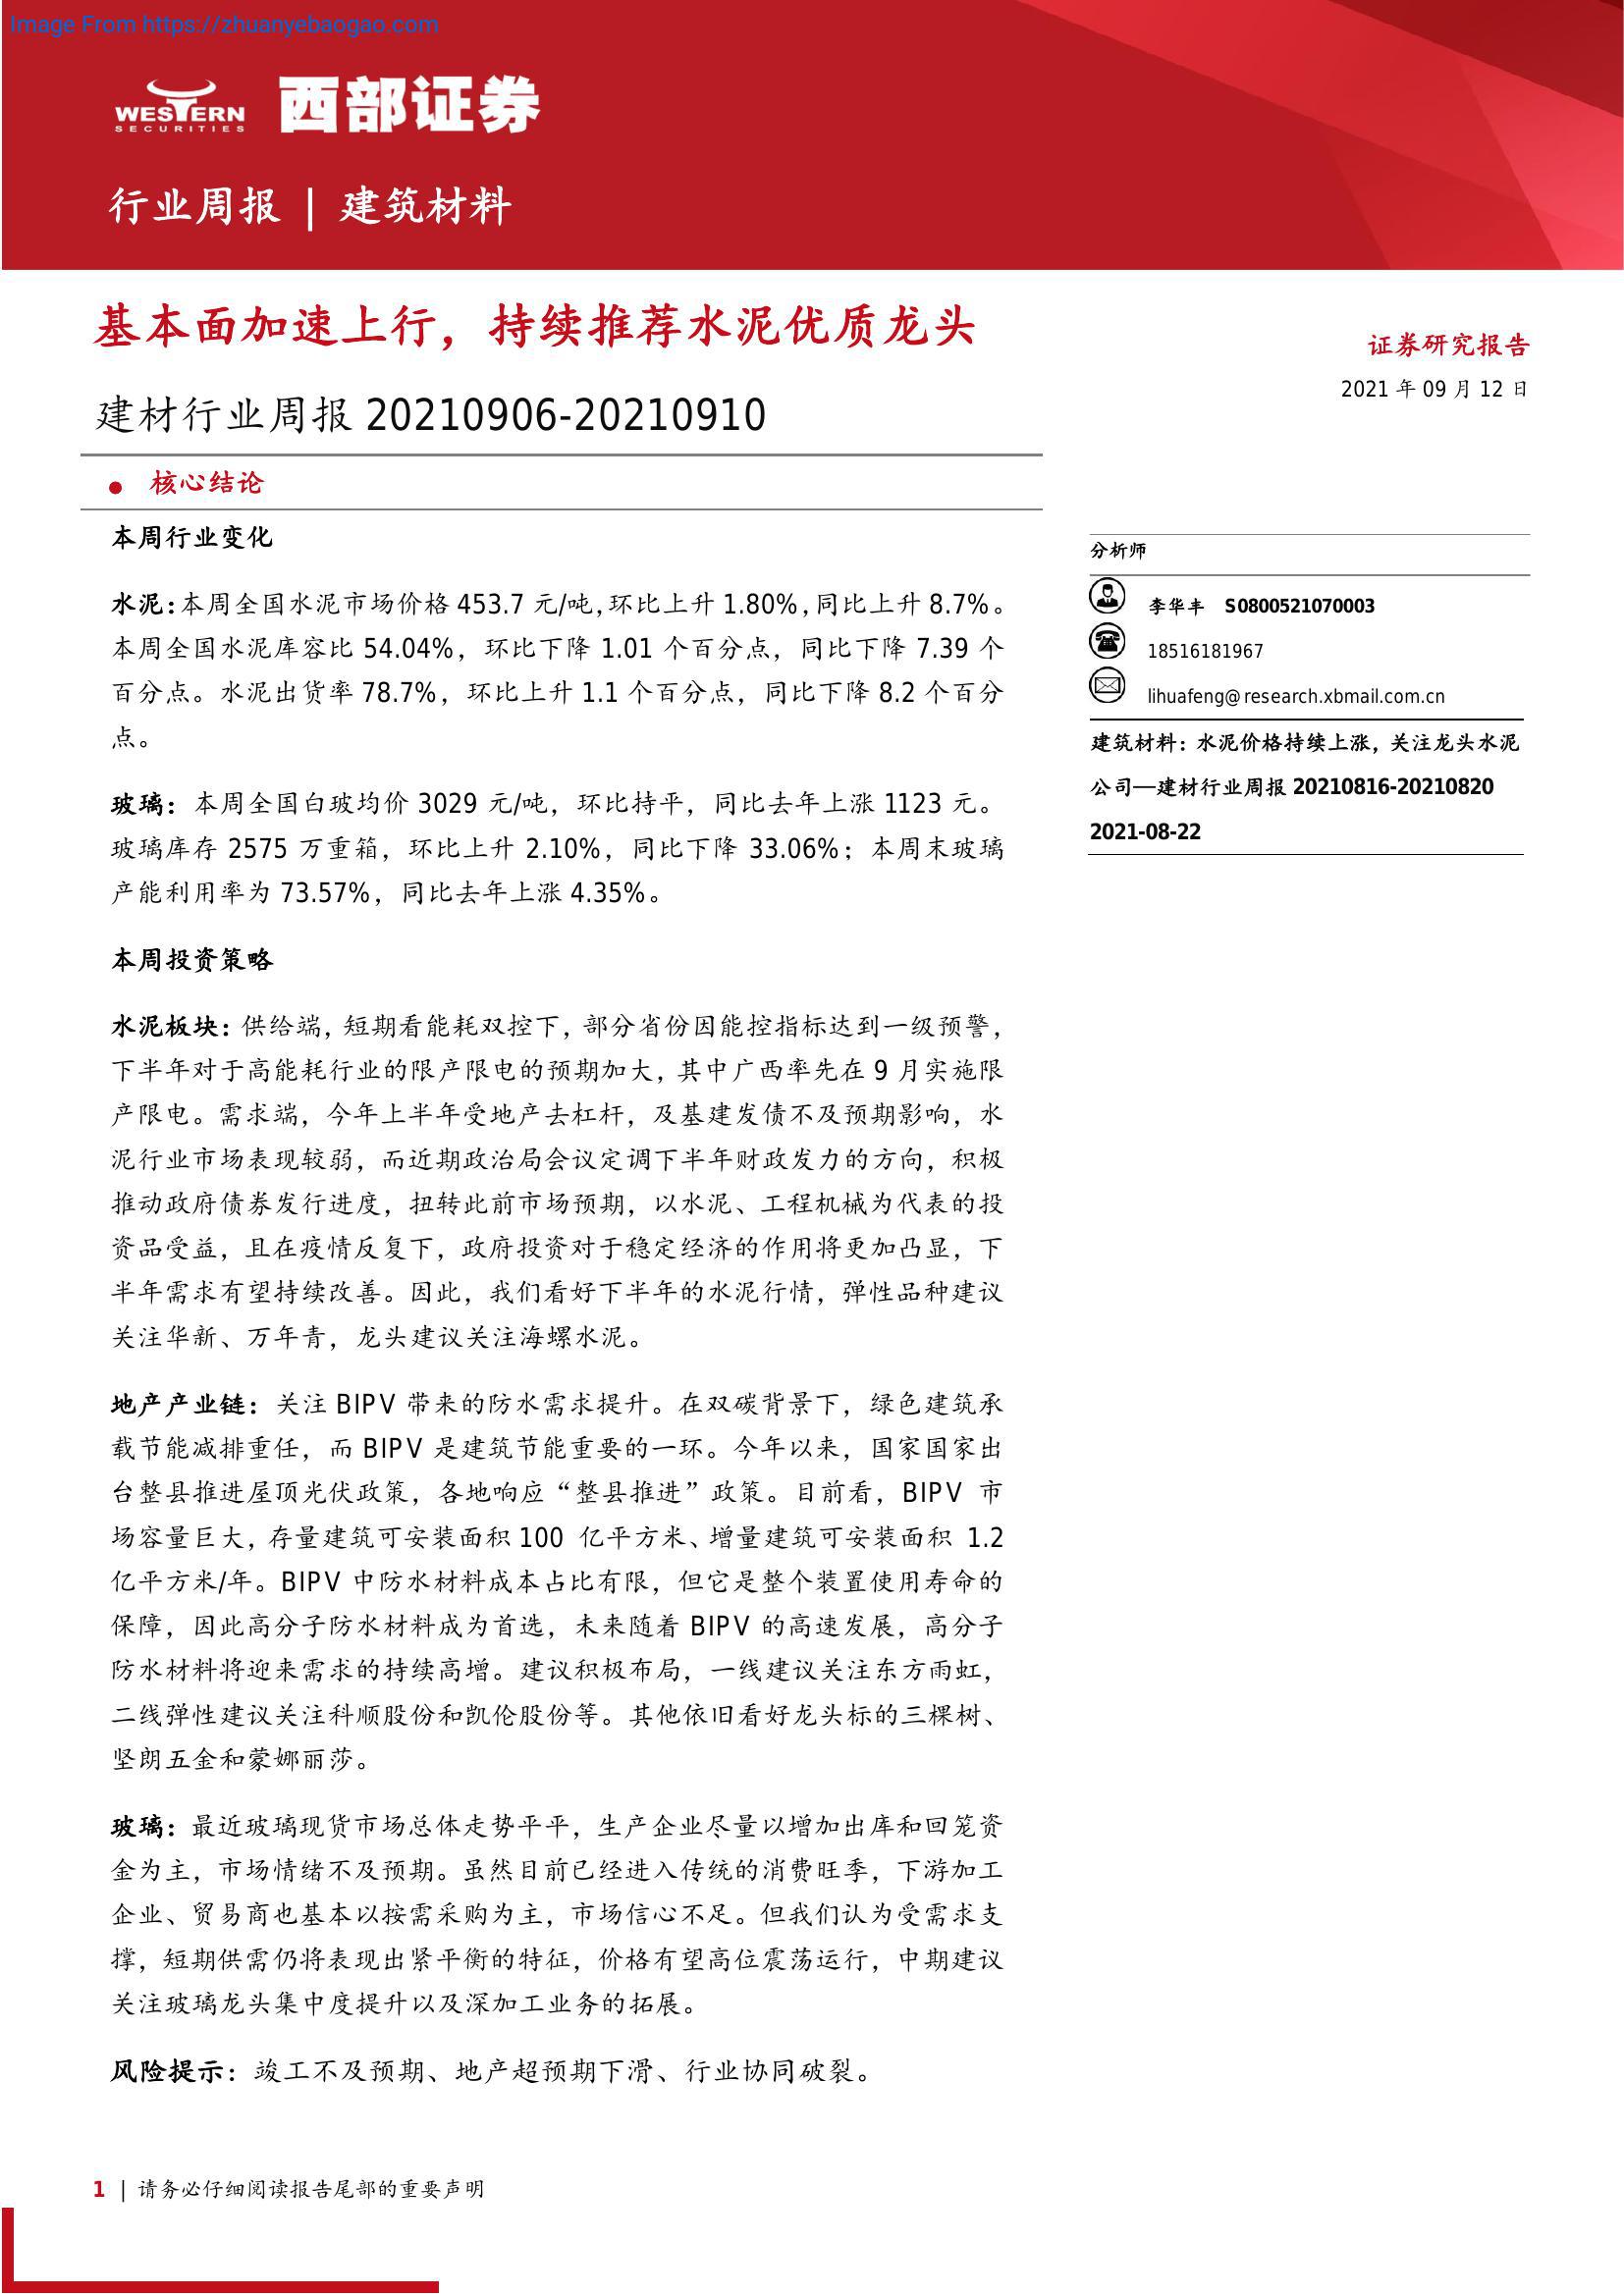 Image From https://zhuanyebaogao.com
WESTERN
SECURITIES
西部证券
行业周报 | 建筑材料
基本面加速上行，持续推荐水泥优质龙头
建材行业周报 20210906-20210910
证券研究报告
2021 年 09 月 12 日
● 核心结论
本周行业变化
水泥：本周全国水泥市场价格 453.7 元/吨，环比上升 1.80%，同比上升 8.7%。
本周全国水泥库容比 54.04%，环比下降 1.01 个百分点，同比下降 7.39 个
百分点。水泥出货率 78.7%，环比上升 1.1 个百分点，同比下降 8.2 个百分
点。
玻璃：本周全国白玻均价 3029 元/吨，环比持平，同比去年上涨 1123 元。
玻璃库存 2575 万重箱，环比上升 2.10%，同比下降 33.06%；本周末玻璃
产能利用率为 73.57%，同比去年上涨 4.35%。
本周投资策略
水泥板块：供给端，短期看能耗双控下，部分省份因能控指标达到一级预警，
下半年对于高能耗行业的限产限电的预期加大，其中广西率先在 9 月实施限
产限电。需求端，今年上半年受地产去杠杆，及基建发债不及预期影响，水
泥行业市场表现较弱，而近期政治局会议定调下半年财政发力的方向，积极
推动政府债券发行进度，扭转此前市场预期，以水泥、工程机械为代表的投
资品受益，且在疫情反复下，政府投资对于稳定经济的作用将更加凸显，下
半年需求有望持续改善。因此，我们看好下半年的水泥行情，弹性品种建议
关注华新、万年青，龙头建议关注海螺水泥。
地产产业链：关注 BIPV 带来的防水需求提升。在双碳背景下，绿色建筑承
载节能减排重任，而 BIPV 是建筑节能重要的一环。今年以来，国家国家出
台整县推进屋顶光伏政策，各地响应“整县推进”政策。目前看，BIPV 市
场容量巨大，存量建筑可安装面积 100 亿平方米、增量建筑可安装面积 1.2
亿平方米/年。BIPV 中防水材料成本占比有限，但它是整个装置使用寿命的
保障，因此高分子防水材料成为首选，未来随着 BIPV 的高速发展，高分子
防水材料将迎来需求的持续高增。建议积极布局，一线建议关注东方雨虹，
二线弹性建议关注科顺股份和凯伦股份等。其他依旧看好龙头标的三棵树、
坚朗五金和蒙娜丽莎。
玻璃：最近玻璃现货市场总体走势平平，生产企业尽量以增加出库和回笼资
金为主，市场情绪不及预期。虽然目前已经进入传统的消费旺季，下游加工
企业、贸易商也基本以按需采购为主，市场信心不足。但我们认为受需求支
撑，短期供需仍将表现出紧平衡的特征，价格有望高位震荡运行，中期建议
关注玻璃龙头集中度提升以及深加工业务的拓展。
风险提示：竣工不及预期、地产超预期下滑、行业协同破裂。
分析师
李华丰 S0800521070003
18516181967
lihuafeng@research.xbmail.com.cn
建筑材料：水泥价格持续上涨，关注龙头水泥
公司—建材行业周报 20210816-20210820
2021-08-22
1 | 请务必仔细阅读报告尾部的重要声明